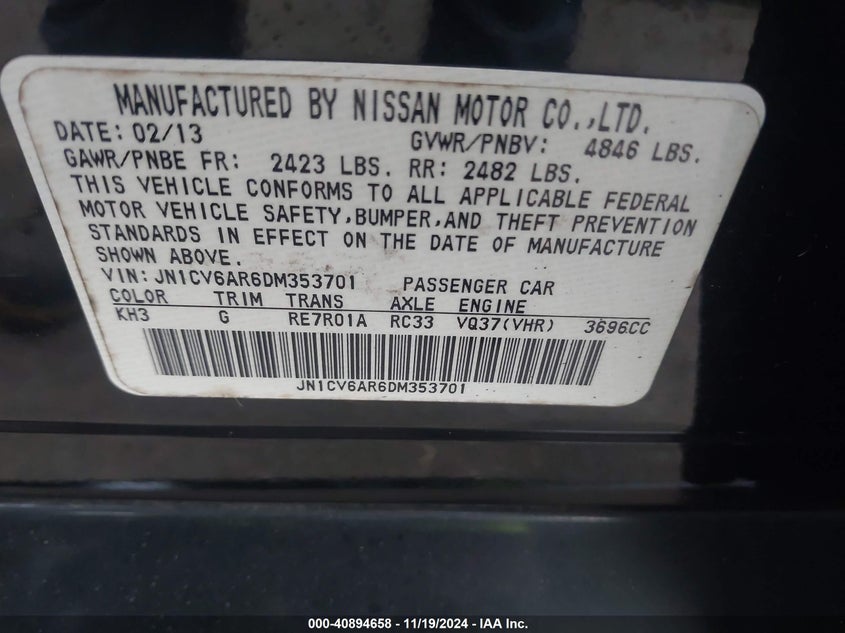 MANUFACTURED BY NISSAN MOTOR CO.,LTD.
DATE: 02/13 GVWR/PNBV: 4846 LBS.
GAWR/PNBE FR: 2423 LBS. RR: 2482 LBS.
THIS VEHICLE CONFORMS TO ALL APPLICABLE FEDERAL
MOTOR VEHICLE SAFETY,BUMPER,AND THEFT PREVENTION
STANDARDS IN EFFECT ON THE DATE OF MANUFACTURE
SHOWN ABOVE.
VIN: JN1CV6AR6DM353701 PASSENGER CAR
COLOR TRIM TRANS AXLE ENGINE
KH3 G RE7R01A RC33 VQ37(VHR) 3696CC
JN1CV6AR6DM353701
000-40894658 - 11/19/2024 - IAA Inc.